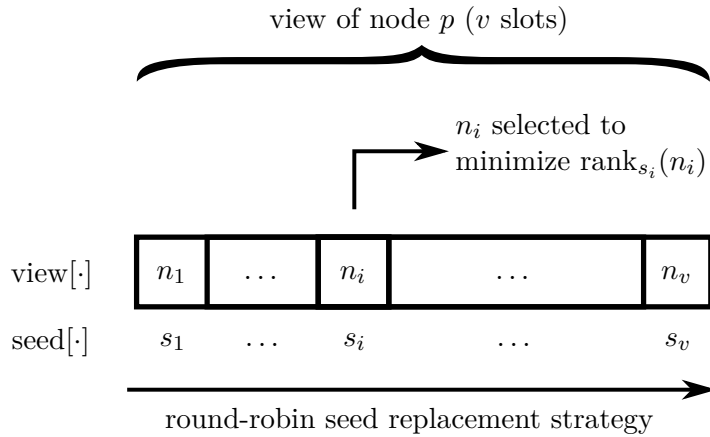 view of node p (v slots)
n_i selected to
minimize rank_{s_i}(n_i)
view[·] n_1 … n_i … n_v
seed[·] s_1 … s_i … s_v
round-robin seed replacement strategy